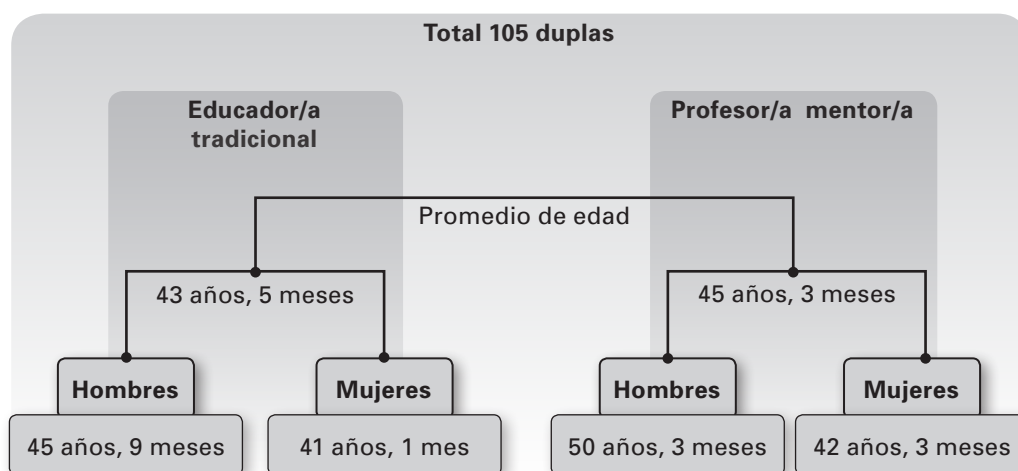 Total 105 duplas
Educador/a
tradicional
Profesor/a mentor/a
Promedio de edad
43 años, 5 meses
45 años, 3 meses
Hombres
Mujeres
Hombres
Mujeres
45 años, 9 meses
41 años, 1 mes
50 años, 3 meses
42 años, 3 meses